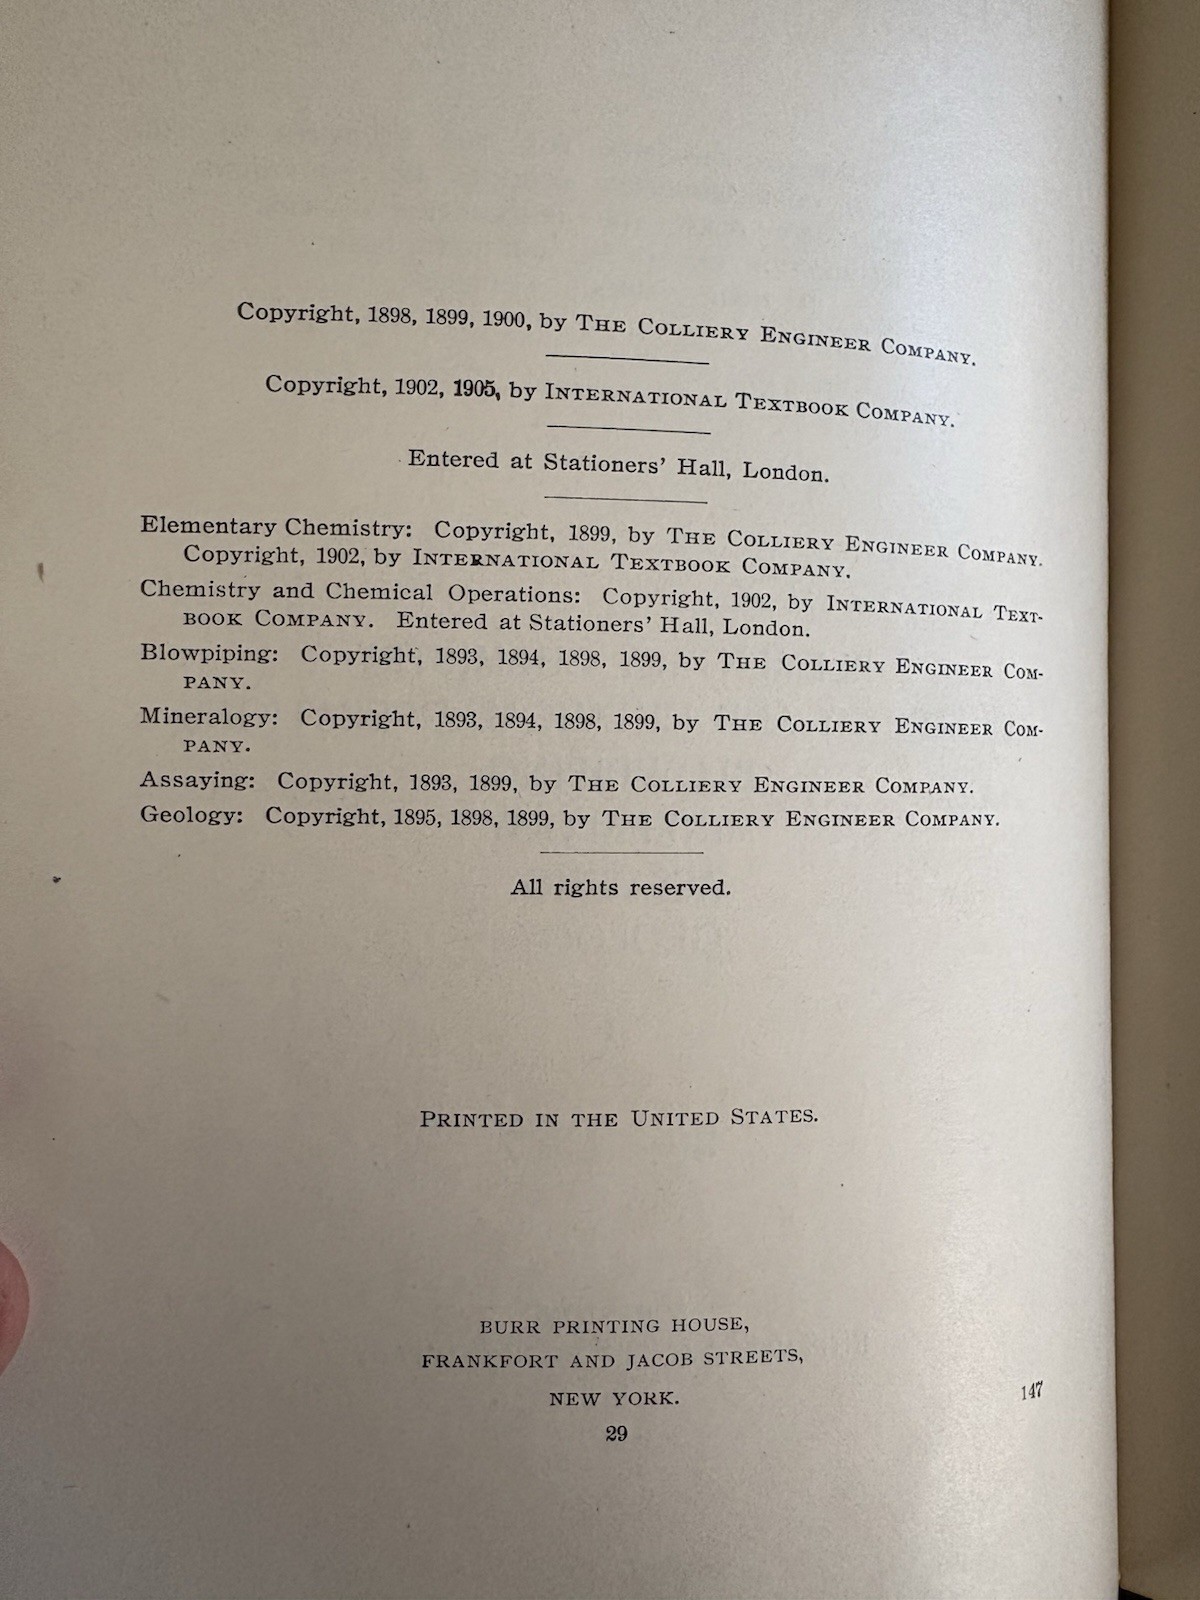 Copyright, 1898, 1899, 1900, by THE COLLIERY ENGINEER COMPANY.
Copyright, 1902, 1905, by INTERNATIONAL TEXTBOOK COMPANY.
Entered at Stationers' Hall, London.
Elementary Chemistry: Copyright, 1899, by THE COLLIERY ENGINEER COMPANY.
Copyright, 1902, by INTERNATIONAL TEXTBOOK COMPANY.
Chemistry and Chemical Operations: Copyright, 1902, by INTERNATIONAL TEXT-
BOOK COMPANY. Entered at Stationers' Hall, London.
Blowpiping: Copyright, 1893, 1894, 1898, 1899, by THE COLLIERY ENGINEER COM-
PANY.
Mineralogy: Copyright, 1893, 1894, 1898, 1899, by THE COLLIERY ENGINEER COM-
PANY.
Assaying: Copyright, 1893, 1899, by THE COLLIERY ENGINEER COMPANY.
Geology: Copyright, 1895, 1898, 1899, by THE COLLIERY ENGINEER COMPANY.
All rights reserved.
PRINTED IN THE UNITED STATES.
BURR PRINTING HOUSE,
FRANKFORT AND JACOB STREETS,
NEW YORK.
147
29